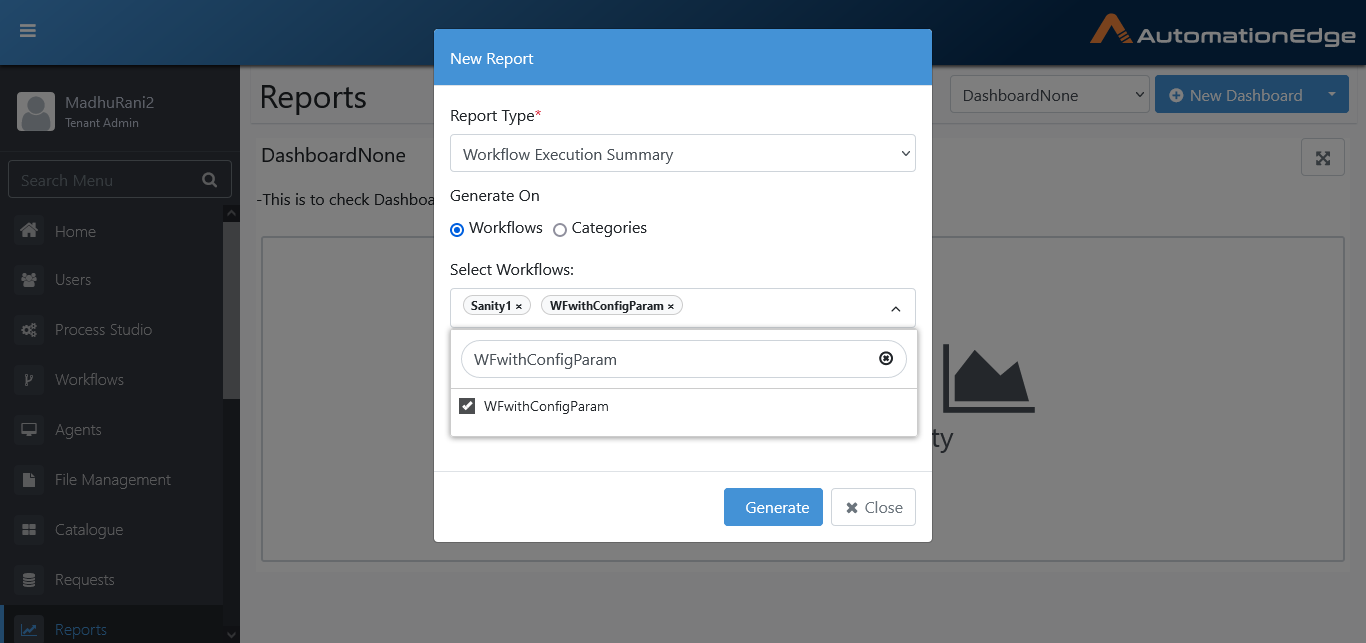 AutomationEdge
MadhuRani2
Tenant Admin
Search Menu
Home
Users
Process Studio
Workflows
Agents
File Management
Catalogue
Requests
Reports
Reports
DashboardNone
New Dashboard
DashboardNone
-This is to check Dashboa
ty
New Report
Report Type*
Workflow Execution Summary
Generate On
Workflows Categories
Select Workflows:
Sanity1 × WFwithConfigParam ×
WFwithConfigParam
WFwithConfigParam
Generate
Close